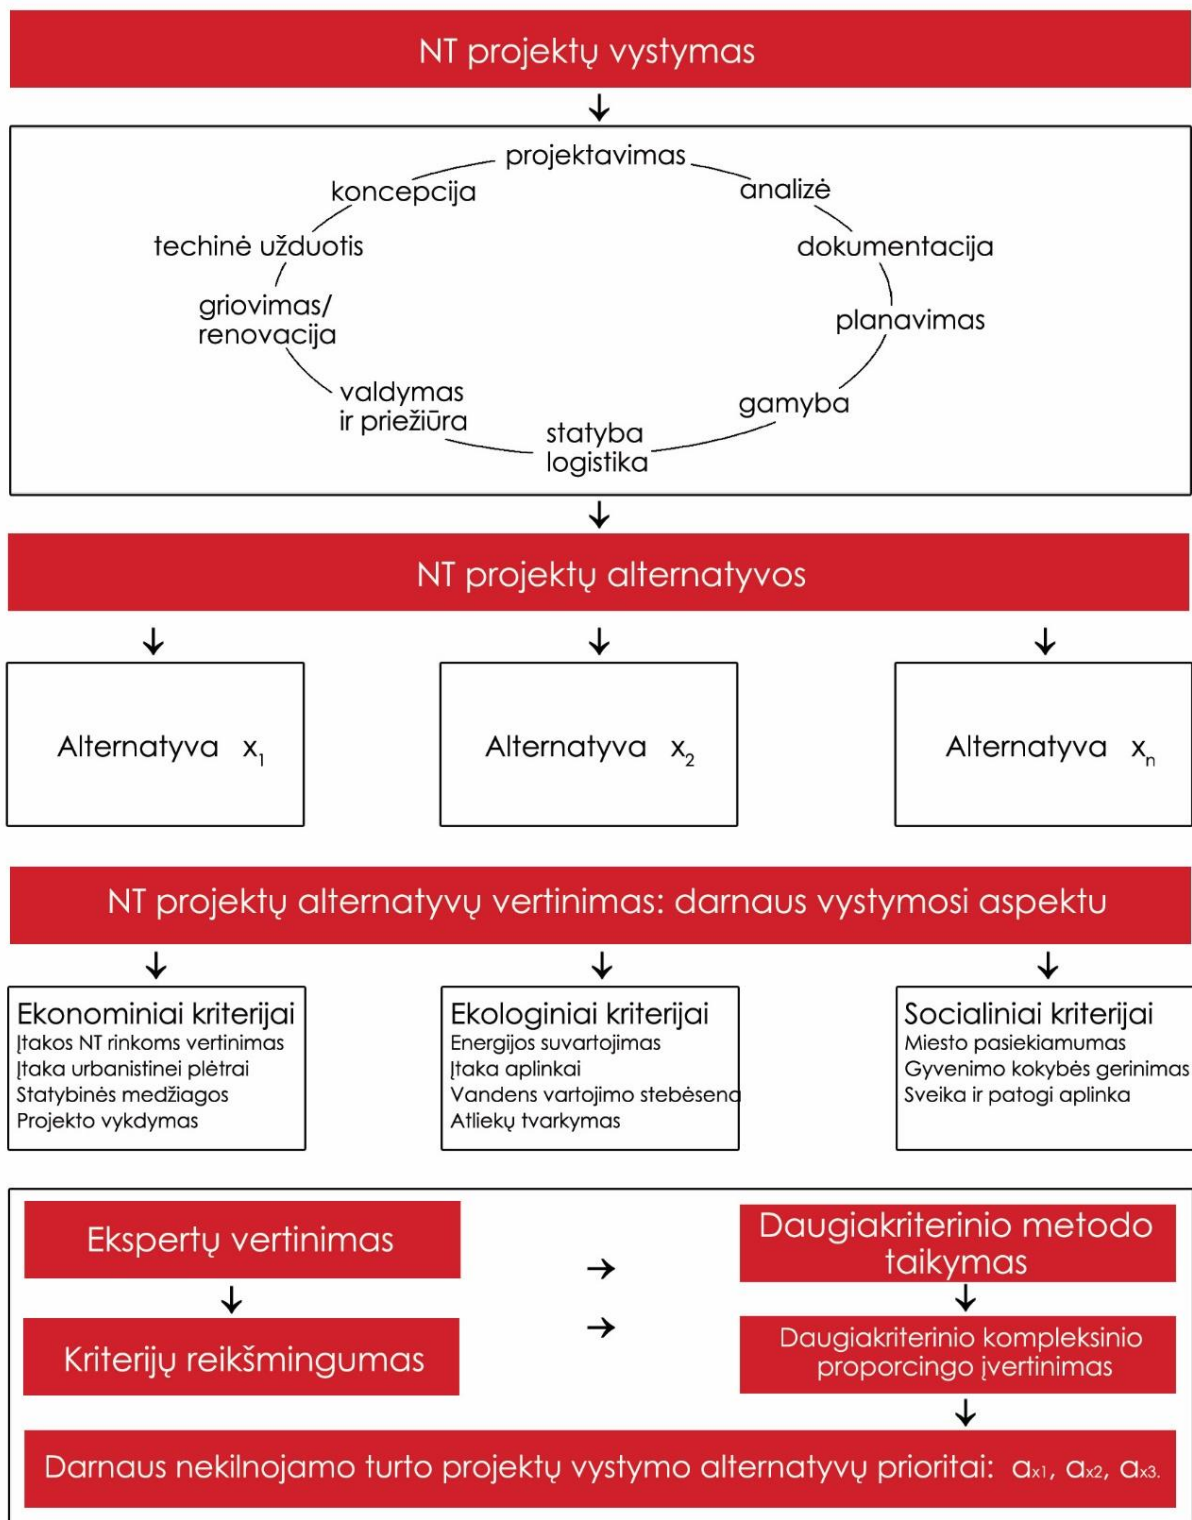 NT projektų vystymas
projektavimas
koncepcija
analizė
techinė užduotis
dokumentacija
griovimas/
renovacija
planavimas
valdymas
ir priežiūra
gamyba
statyba
logistika
NT projektų alternatyvos
Alternatyva x₁
Alternatyva x₂
Alternatyva xₙ
NT projektų alternatyvų vertinimas: darnaus vystymosi aspektu
Ekonominiai kriterijai
Įtakos NT rinkoms vertinimas
Įtaka urbanistinei plėtrai
Statybinės medžiagos
Projekto vykdymas
Ekologiniai kriterijai
Energijos suvartojimas
Įtaka aplinkai
Vandens vartojimo stebėsena
Atliekų tvarkymas
Socialiniai kriterijai
Miesto pasiekiamumas
Gyvenimo kokybės gerinimas
Sveika ir patogi aplinka
Ekspertų vertinimas
Kriterijų reikšmingumas
Daugiakriterinio metodo
taikymas
Daugiakriterinio kompleksinio
proporcingo įvertinimas
Darnaus nekilnojamo turto projektų vystymo alternatyvų prioritai: ax1, ax2, ax3.